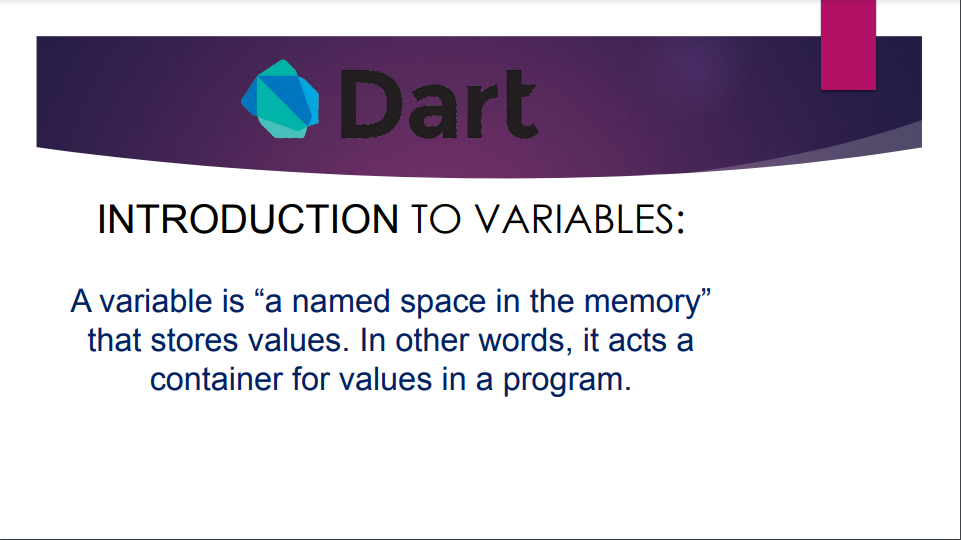 Dart
INTRODUCTION TO VARIABLES:
A variable is “a named space in the memory”
that stores values. In other words, it acts a
container for values in a program.